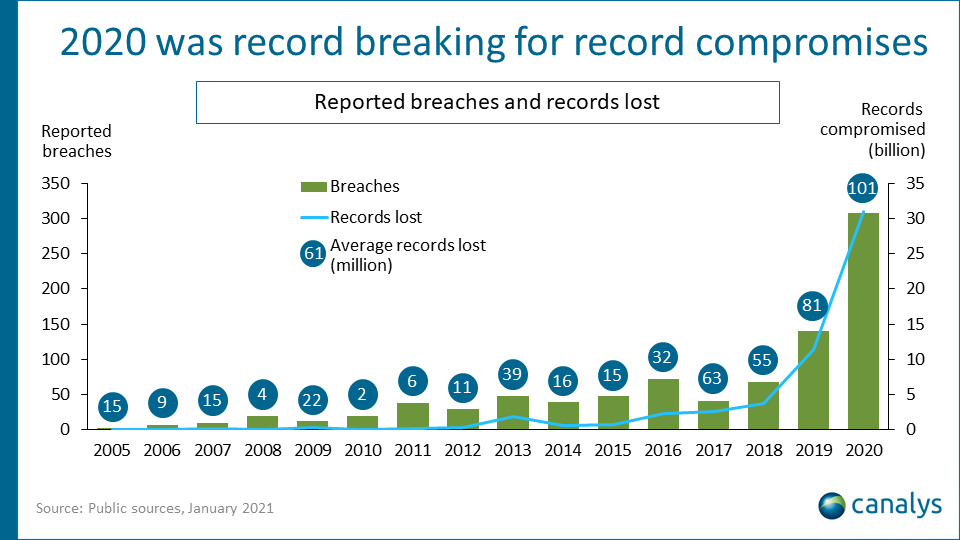 2020 was record breaking for record compromises
Reported breaches and records lost
Reported
breaches
Records
compromised
(billion)
Breaches
Records lost
61 Average records lost
(million)
350
300
250
200
150
100
50
0
35
30
25
20
15
10
5
0
15 9 15 4 22 2 6 11 39 16 15 32 63 55 81 101
2005 2006 2007 2008 2009 2010 2011 2012 2013 2014 2015 2016 2017 2018 2019 2020
Source: Public sources, January 2021
canalys